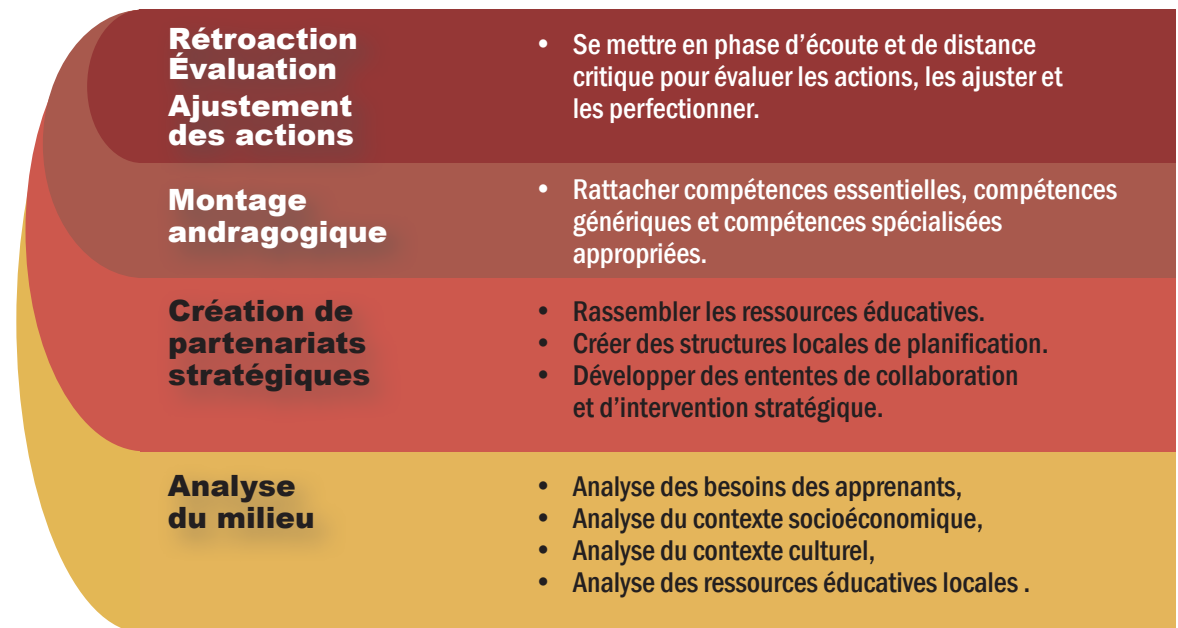 Rétroaction
Évaluation
Ajustement
des actions
• Se mettre en phase d’écoute et de distance
critique pour évaluer les actions, les ajuster et
les perfectionner.
Montage
andragogique
• Rattacher compétences essentielles, compétences
génériques et compétences spécialisées
appropriées.
Création de
partenariats
stratégiques
• Rassembler les ressources éducatives.
• Créer des structures locales de planification.
• Développer des ententes de collaboration
et d’intervention stratégique.
Analyse
du milieu
• Analyse des besoins des apprenants,
• Analyse du contexte socioéconomique,
• Analyse du contexte culturel,
• Analyse des ressources éducatives locales .